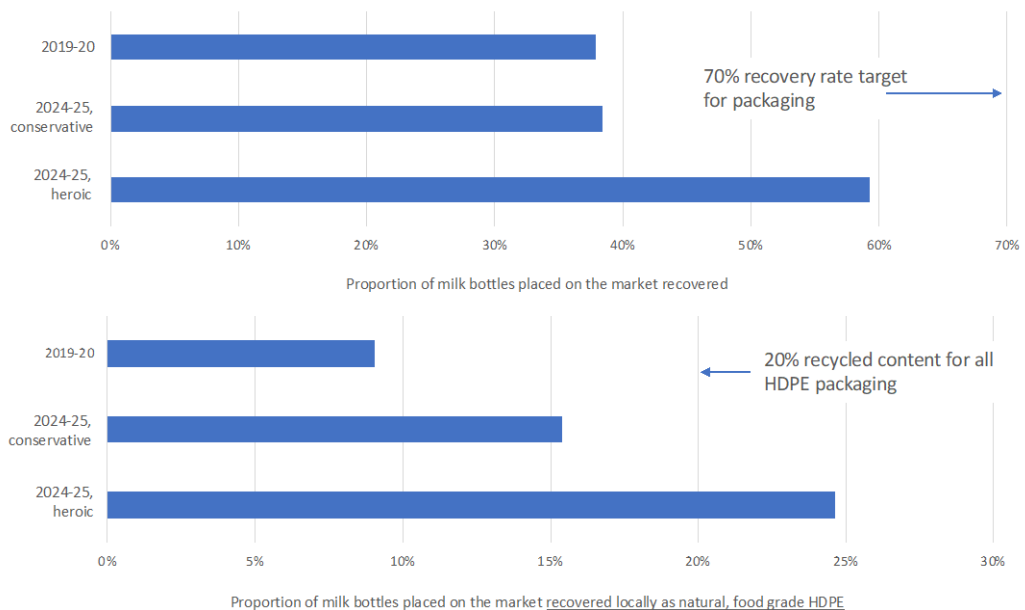 2019-20
70% recovery rate target
for packaging
2024-25,
conservative
2024-25,
heroic
0% 10% 20% 30% 40% 50% 60% 70%
Proportion of milk bottles placed on the market recovered
2019-20
20% recycled content for all
HDPE packaging
2024-25,
conservative
2024-25,
heroic
0% 5% 10% 15% 20% 25% 30%
Proportion of milk bottles placed on the market recovered locally as natural, food grade HDPE